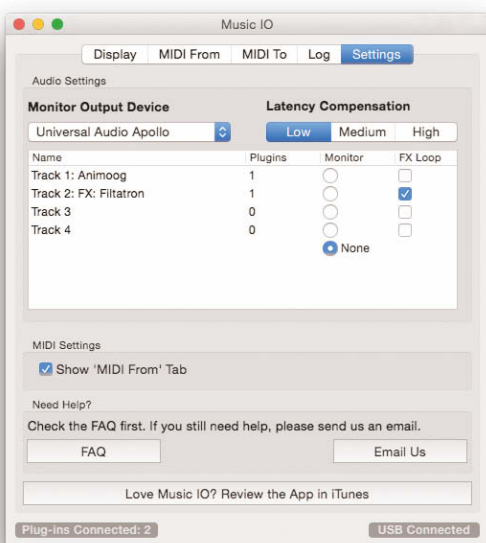 Music IO
Display MIDI From MIDI To Log Settings
Audio Settings
Monitor Output Device Latency Compensation
Universal Audio Apollo Low Medium High
Name Plugins Monitor FX Loop
Track 1: Animoog 1
Track 2: FX: Filtatron 1
Track 3 0
Track 4 0
None
MIDI Settings
Show 'MIDI From' Tab
Need Help?
Check the FAQ first. If you still need help, please send us an email.
FAQ Email Us
Love Music IO? Review the App in iTunes
Plug-ins Connected: 2 USB Connected